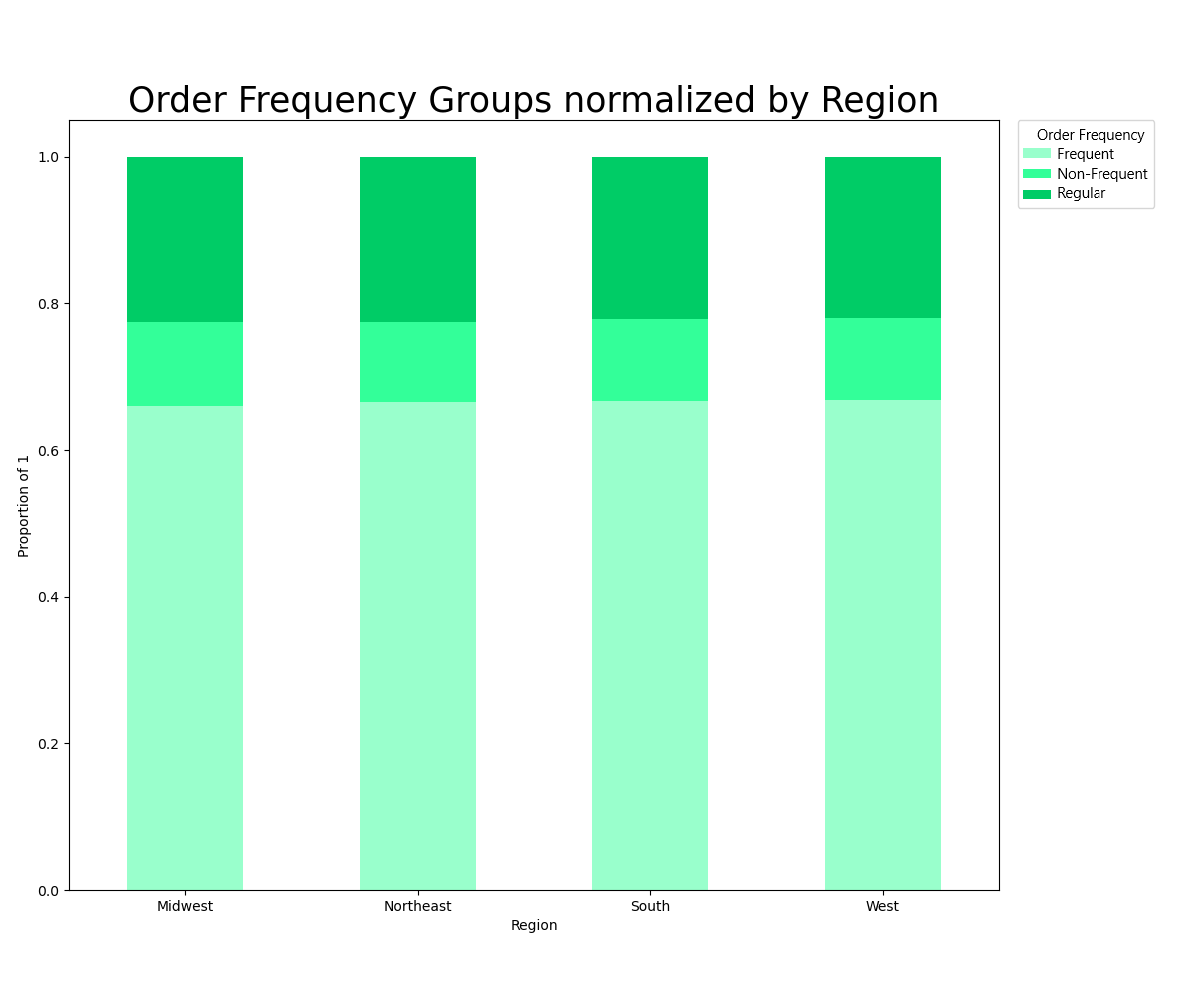 Order Frequency Groups normalized by Region
Order Frequency
Frequent
Non-Frequent
Regular
1.0
0.8
0.6
0.4
0.2
0.0
Proportion of 1
Midwest Northeast South West
Region